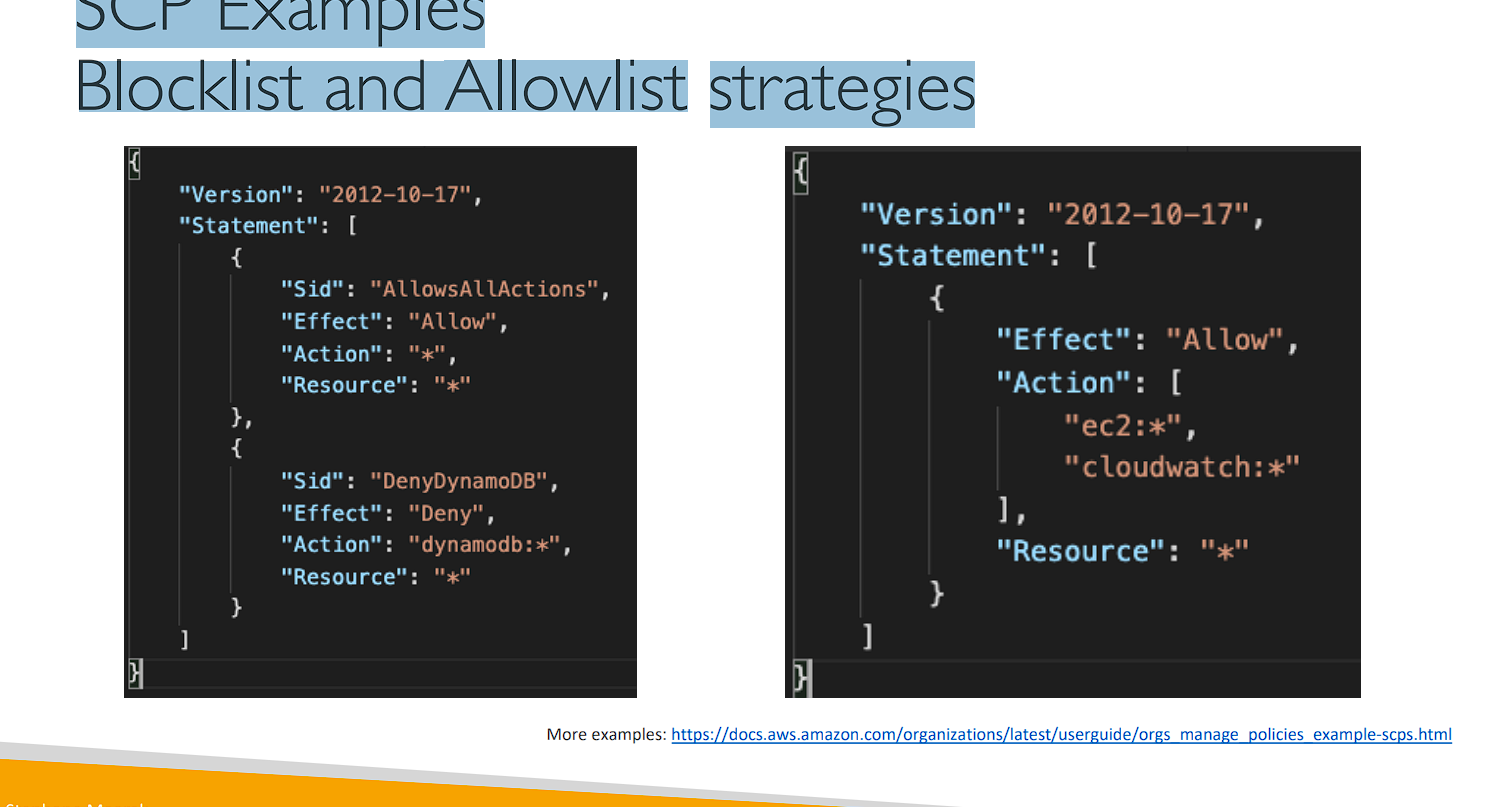 SCP Examples
Blocklist and Allowlist strategies
{
"Version": "2012-10-17",
"Statement": [
{
"Sid": "AllowsAllActions",
"Effect": "Allow",
"Action": "*",
"Resource": "*"
},
{
"Sid": "DenyDynamoDB",
"Effect": "Deny",
"Action": "dynamodb:*",
"Resource": "*"
}
]
}
{
"Version": "2012-10-17",
"Statement": [
{
"Effect": "Allow",
"Action": [
"ec2:*",
"cloudwatch:*"
],
"Resource": "*"
}
]
}
More examples: https://docs.aws.amazon.com/organizations/latest/userguide/orgs_manage_policies_example-scps.html